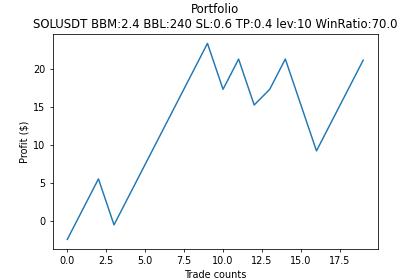 Portfolio
SOLUSDT BBM:2.4 BBL:240 SL:0.6 TP:0.4 lev:10 WinRatio:70.0
Profit ($)
20
15
10
5
0
0.0 2.5 5.0 7.5 10.0 12.5 15.0 17.5
Trade counts